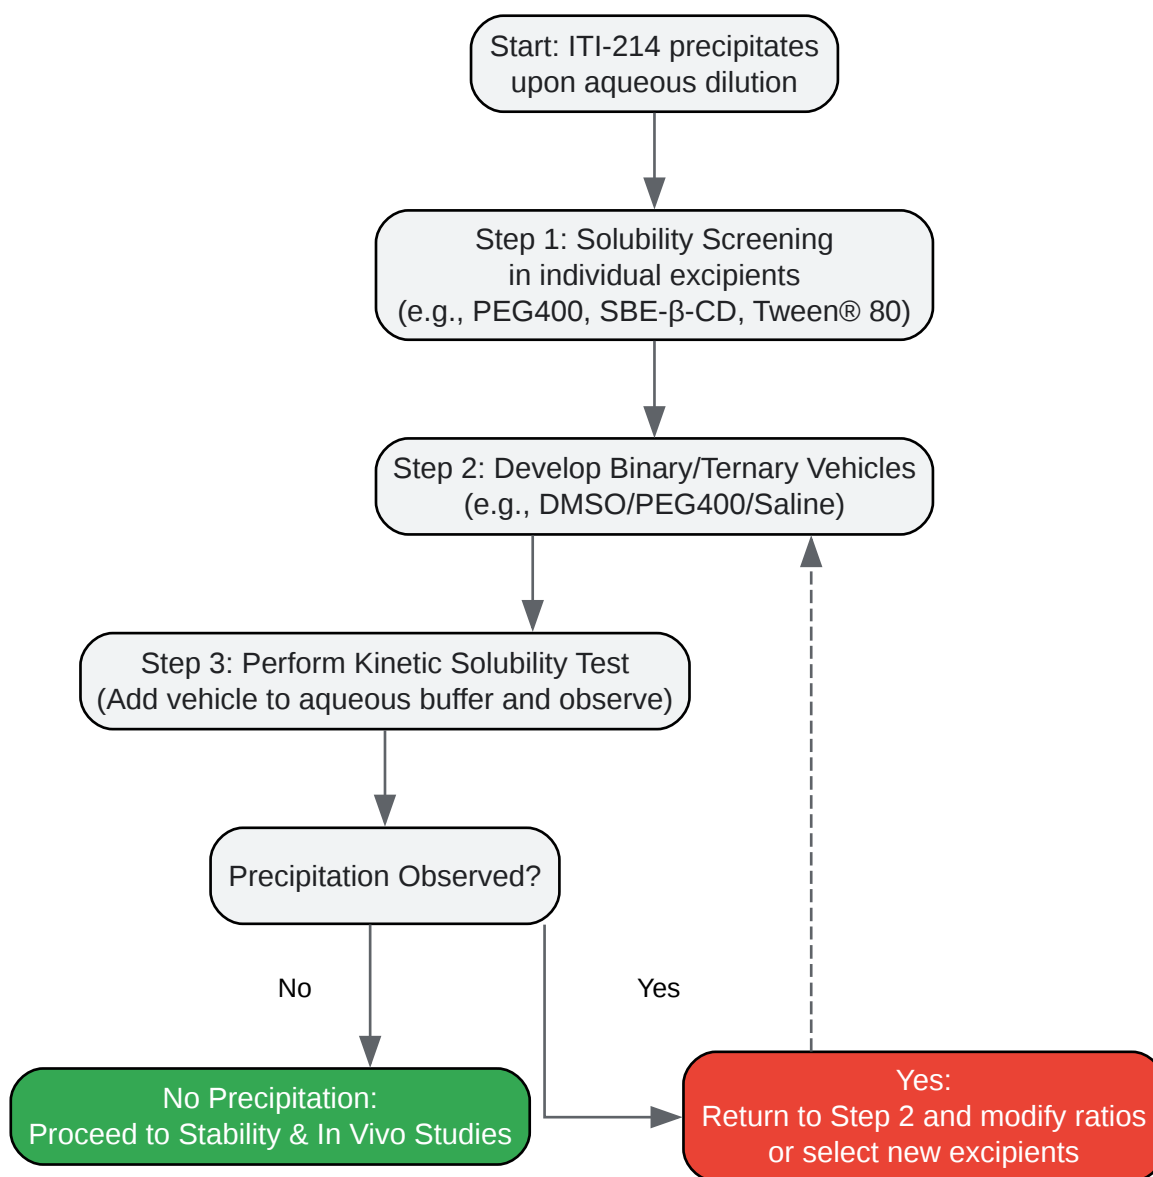 Start: ITI-214 precipitates
upon aqueous dilution
Step 1: Solubility Screening
in individual excipients
(e.g., PEG400, SBE-β-CD, Tween® 80)
Step 2: Develop Binary/Ternary Vehicles
(e.g., DMSO/PEG400/Saline)
Step 3: Perform Kinetic Solubility Test
(Add vehicle to aqueous buffer and observe)
Precipitation Observed?
No
Yes
No Precipitation:
Proceed to Stability & In Vivo Studies
Yes:
Return to Step 2 and modify ratios
or select new excipients